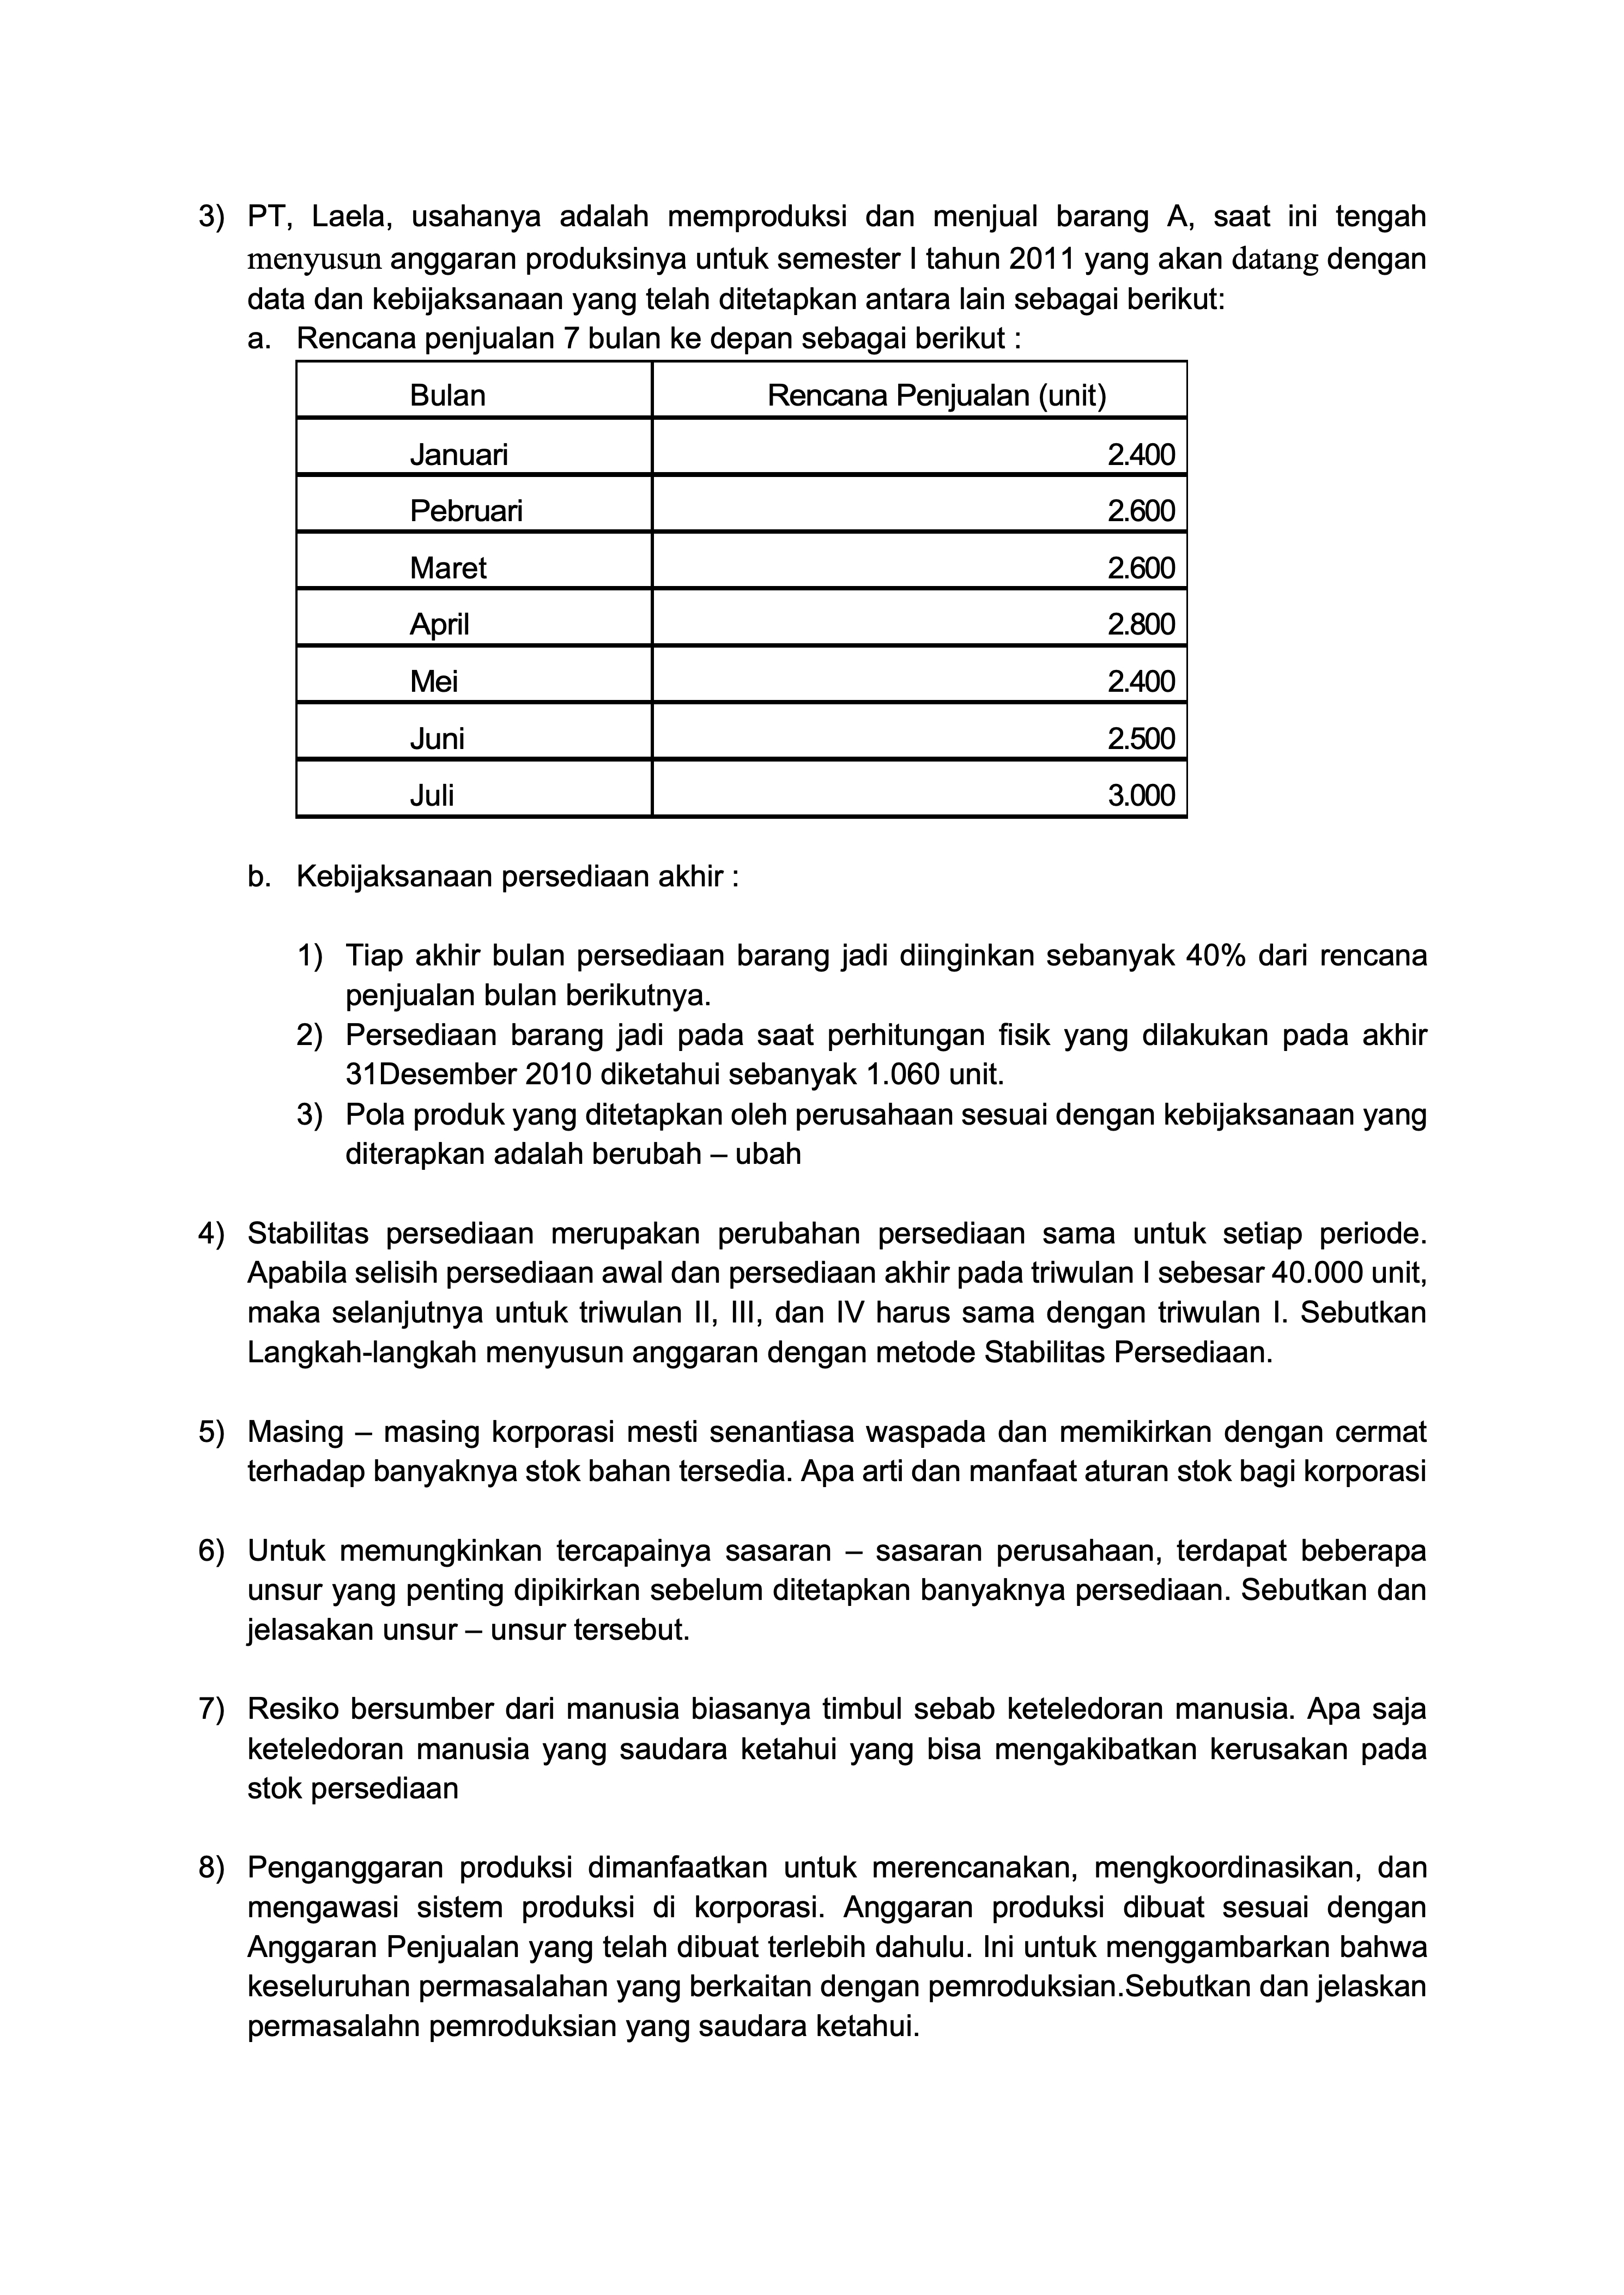 3) PT, Laela, usahanya adalah memproduksi dan menjual barang A, saat ini tengah
menyusun anggaran produksinya untuk semester I tahun 2011 yang akan datang dengan
data dan kebijaksanaan yang telah ditetapkan antara lain sebagai berikut:
a. Rencana penjualan 7 bulan ke depan sebagai berikut :
Bulan Rencana Penjualan (unit)
Januari 2.400
Pebruari 2.600
Maret 2.600
April 2.800
Mei 2.400
Juni 2.500
Juli 3.000
b. Kebijaksanaan persediaan akhir :
1) Tiap akhir bulan persediaan barang jadi diinginkan sebanyak 40% dari rencana
penjualan bulan berikutnya.
2) Persediaan barang jadi pada saat perhitungan fisik yang dilakukan pada akhir
31Desember 2010 diketahui sebanyak 1.060 unit.
3) Pola produk yang ditetapkan oleh perusahaan sesuai dengan kebijaksanaan yang
diterapkan adalah berubah – ubah
4) Stabilitas persediaan merupakan perubahan persediaan sama untuk setiap periode.
Apabila selisih persediaan awal dan persediaan akhir pada triwulan I sebesar 40.000 unit,
maka selanjutnya untuk triwulan II, III, dan IV harus sama dengan triwulan I. Sebutkan
Langkah-langkah menyusun anggaran dengan metode Stabilitas Persediaan.
5) Masing – masing korporasi mesti senantiasa waspada dan memikirkan dengan cermat
terhadap banyaknya stok bahan tersedia. Apa arti dan manfaat aturan stok bagi korporasi
6) Untuk memungkinkan tercapainya sasaran – sasaran perusahaan, terdapat beberapa
unsur yang penting dipikirkan sebelum ditetapkan banyaknya persediaan. Sebutkan dan
jelasakan unsur – unsur tersebut.
7) Resiko bersumber dari manusia biasanya timbul sebab keteledoran manusia. Apa saja
keteledoran manusia yang saudara ketahui yang bisa mengakibatkan kerusakan pada
stok persediaan
8) Penganggaran produksi dimanfaatkan untuk merencanakan, mengkoordinasikan, dan
mengawasi sistem produksi di korporasi. Anggaran produksi dibuat sesuai dengan
Anggaran Penjualan yang telah dibuat terlebih dahulu. Ini untuk menggambarkan bahwa
keseluruhan permasalahan yang berkaitan dengan pemroduksian.Sebutkan dan jelaskan
permasalahn pemroduksian yang saudara ketahui.